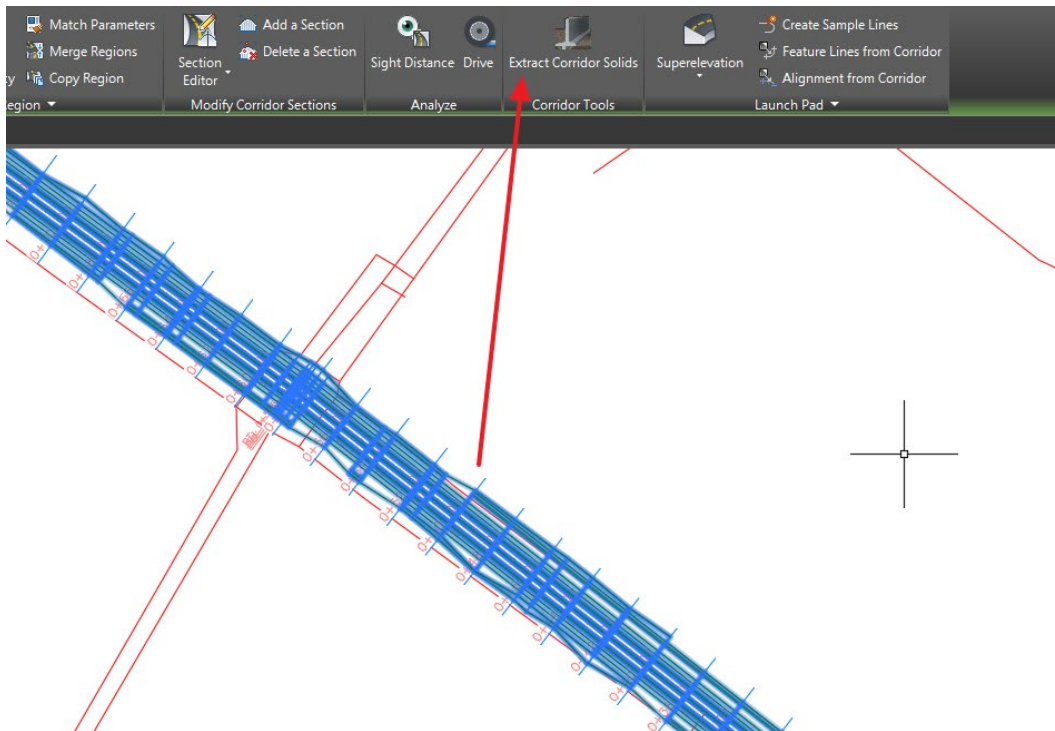 Match Parameters
Merge Regions
Copy Region
egion
Section
Editor
Add a Section
Delete a Section
Modify Corridor Sections
Sight Distance
Drive
Analyze
Extract Corridor Solids
Corridor Tools
Superelevation
Create Sample Lines
Feature Lines from Corridor
Alignment from Corridor
Launch Pad